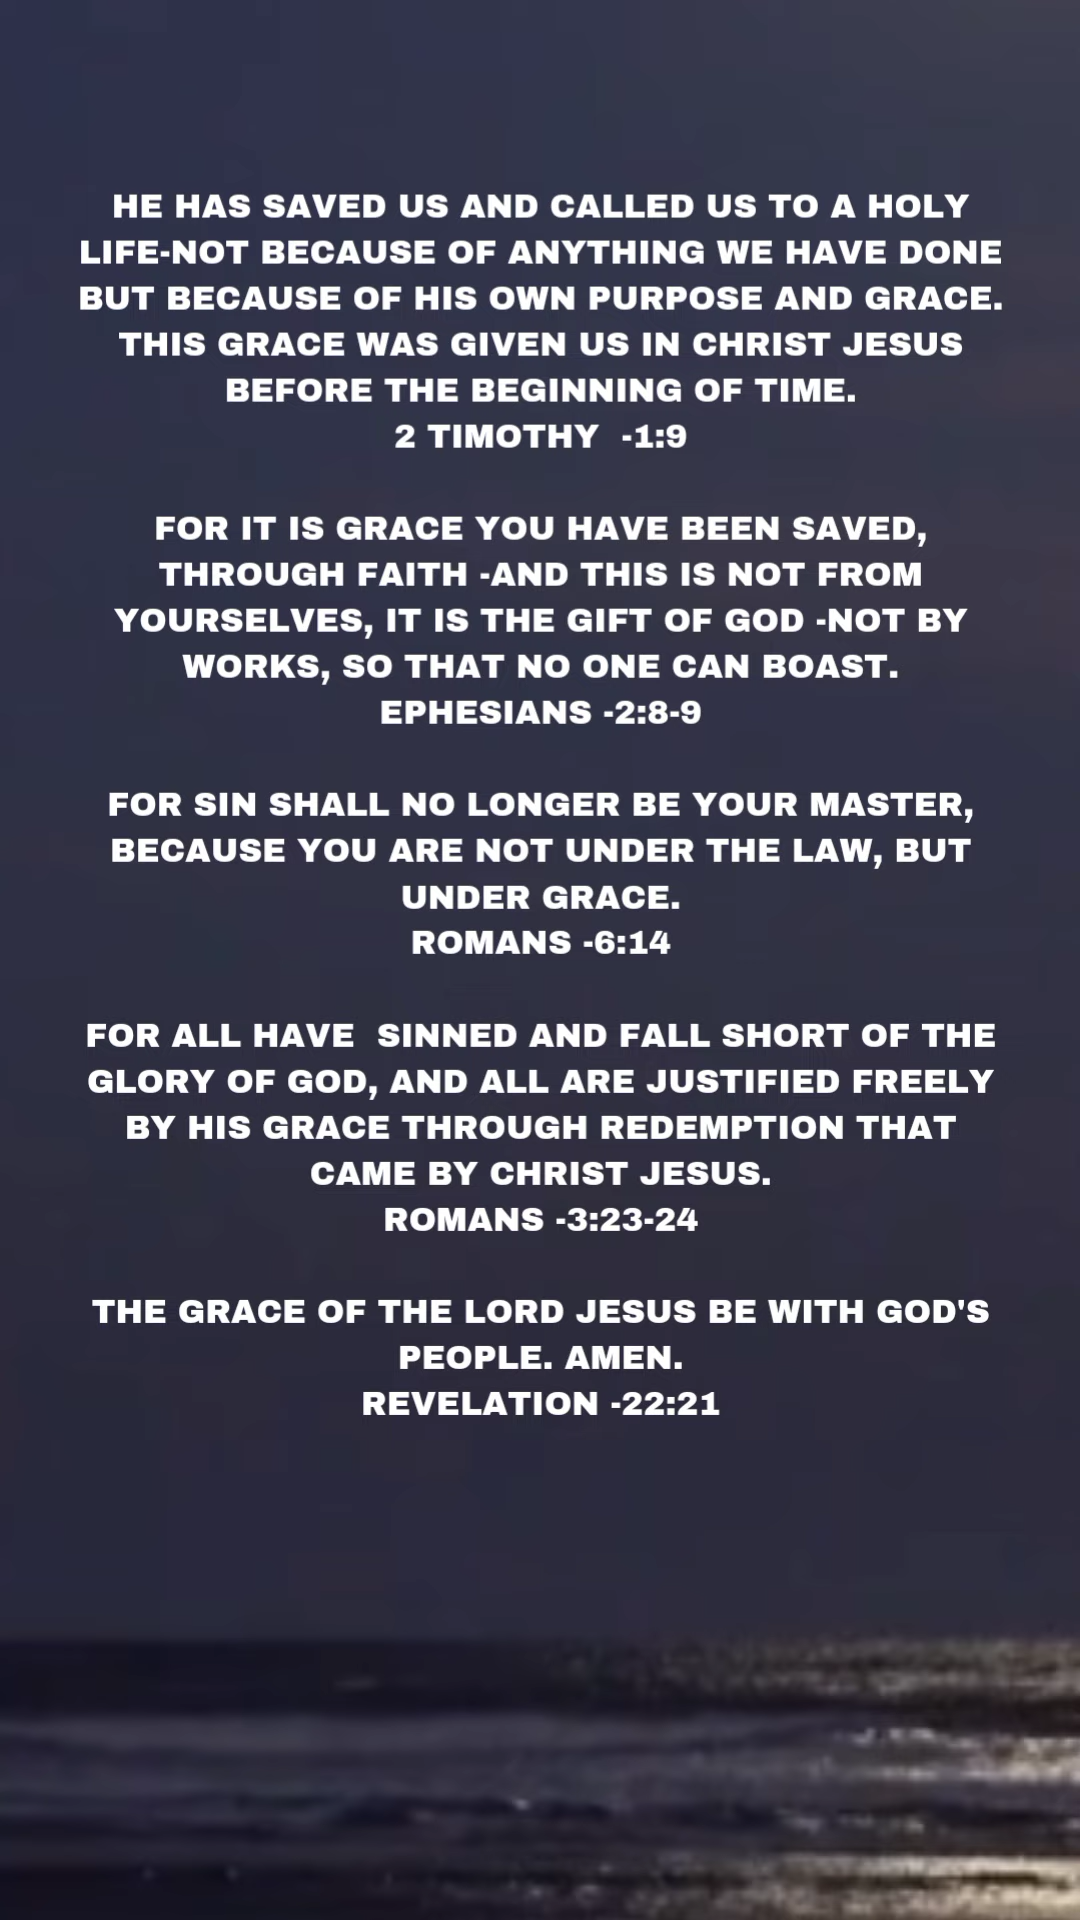 HE HAS SAVED US AND CALLED US TO A HOLY
LIFE-NOT BECAUSE OF ANYTHING WE HAVE DONE
BUT BECAUSE OF HIS OWN PURPOSE AND GRACE.
THIS GRACE WAS GIVEN US IN CHRIST JESUS
BEFORE THE BEGINNING OF TIME.
2 TIMOTHY  -1:9
FOR IT IS GRACE YOU HAVE BEEN SAVED,
THROUGH FAITH -AND THIS IS NOT FROM
YOURSELVES, IT IS THE GIFT OF GOD -NOT BY
WORKS, SO THAT NO ONE CAN BOAST.
EPHESIANS -2:8-9
FOR SIN SHALL NO LONGER BE YOUR MASTER,
BECAUSE YOU ARE NOT UNDER THE LAW, BUT
UNDER GRACE.
ROMANS -6:14
FOR ALL HAVE  SINNED AND FALL SHORT OF THE
GLORY OF GOD, AND ALL ARE JUSTIFIED FREELY
BY HIS GRACE THROUGH REDEMPTION THAT
CAME BY CHRIST JESUS.
ROMANS -3:23-24
THE GRACE OF THE LORD JESUS BE WITH GOD'S
PEOPLE. AMEN.
REVELATION -22:21